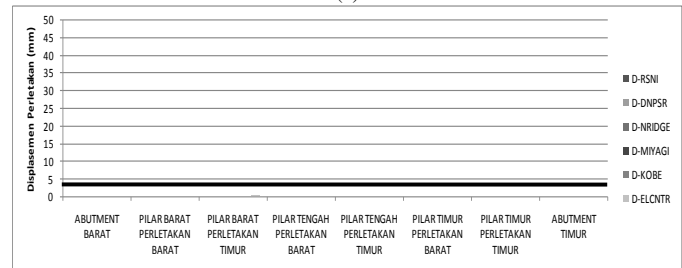 50
45
40
35
30
25
20
15
10
5
0
Displasemen Perletakan (mm)
ABUTMENT BARAT
PILAR BARAT PERLETAKAN BARAT
PILAR BARAT PERLETAKAN TIMUR
PILAR TENGAH PERLETAKAN BARAT
PILAR TENGAH PERLETAKAN TIMUR
PILAR TIMUR PERLETAKAN BARAT
PILAR TIMUR PERLETAKAN TIMUR
ABUTMENT TIMUR
D-RSNI
D-DNPSR
D-NRIDGE
D-MIYAGI
D-KOBE
D-ELCNTR